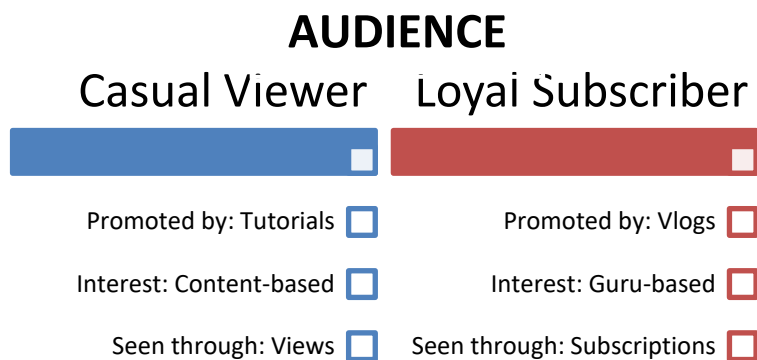 AUDIENCE
Casual Viewer
Loyal Subscriber
Promoted by: Tutorials
Interest: Content-based
Seen through: Views
Promoted by: Vlogs
Interest: Guru-based
Seen through: Subscriptions